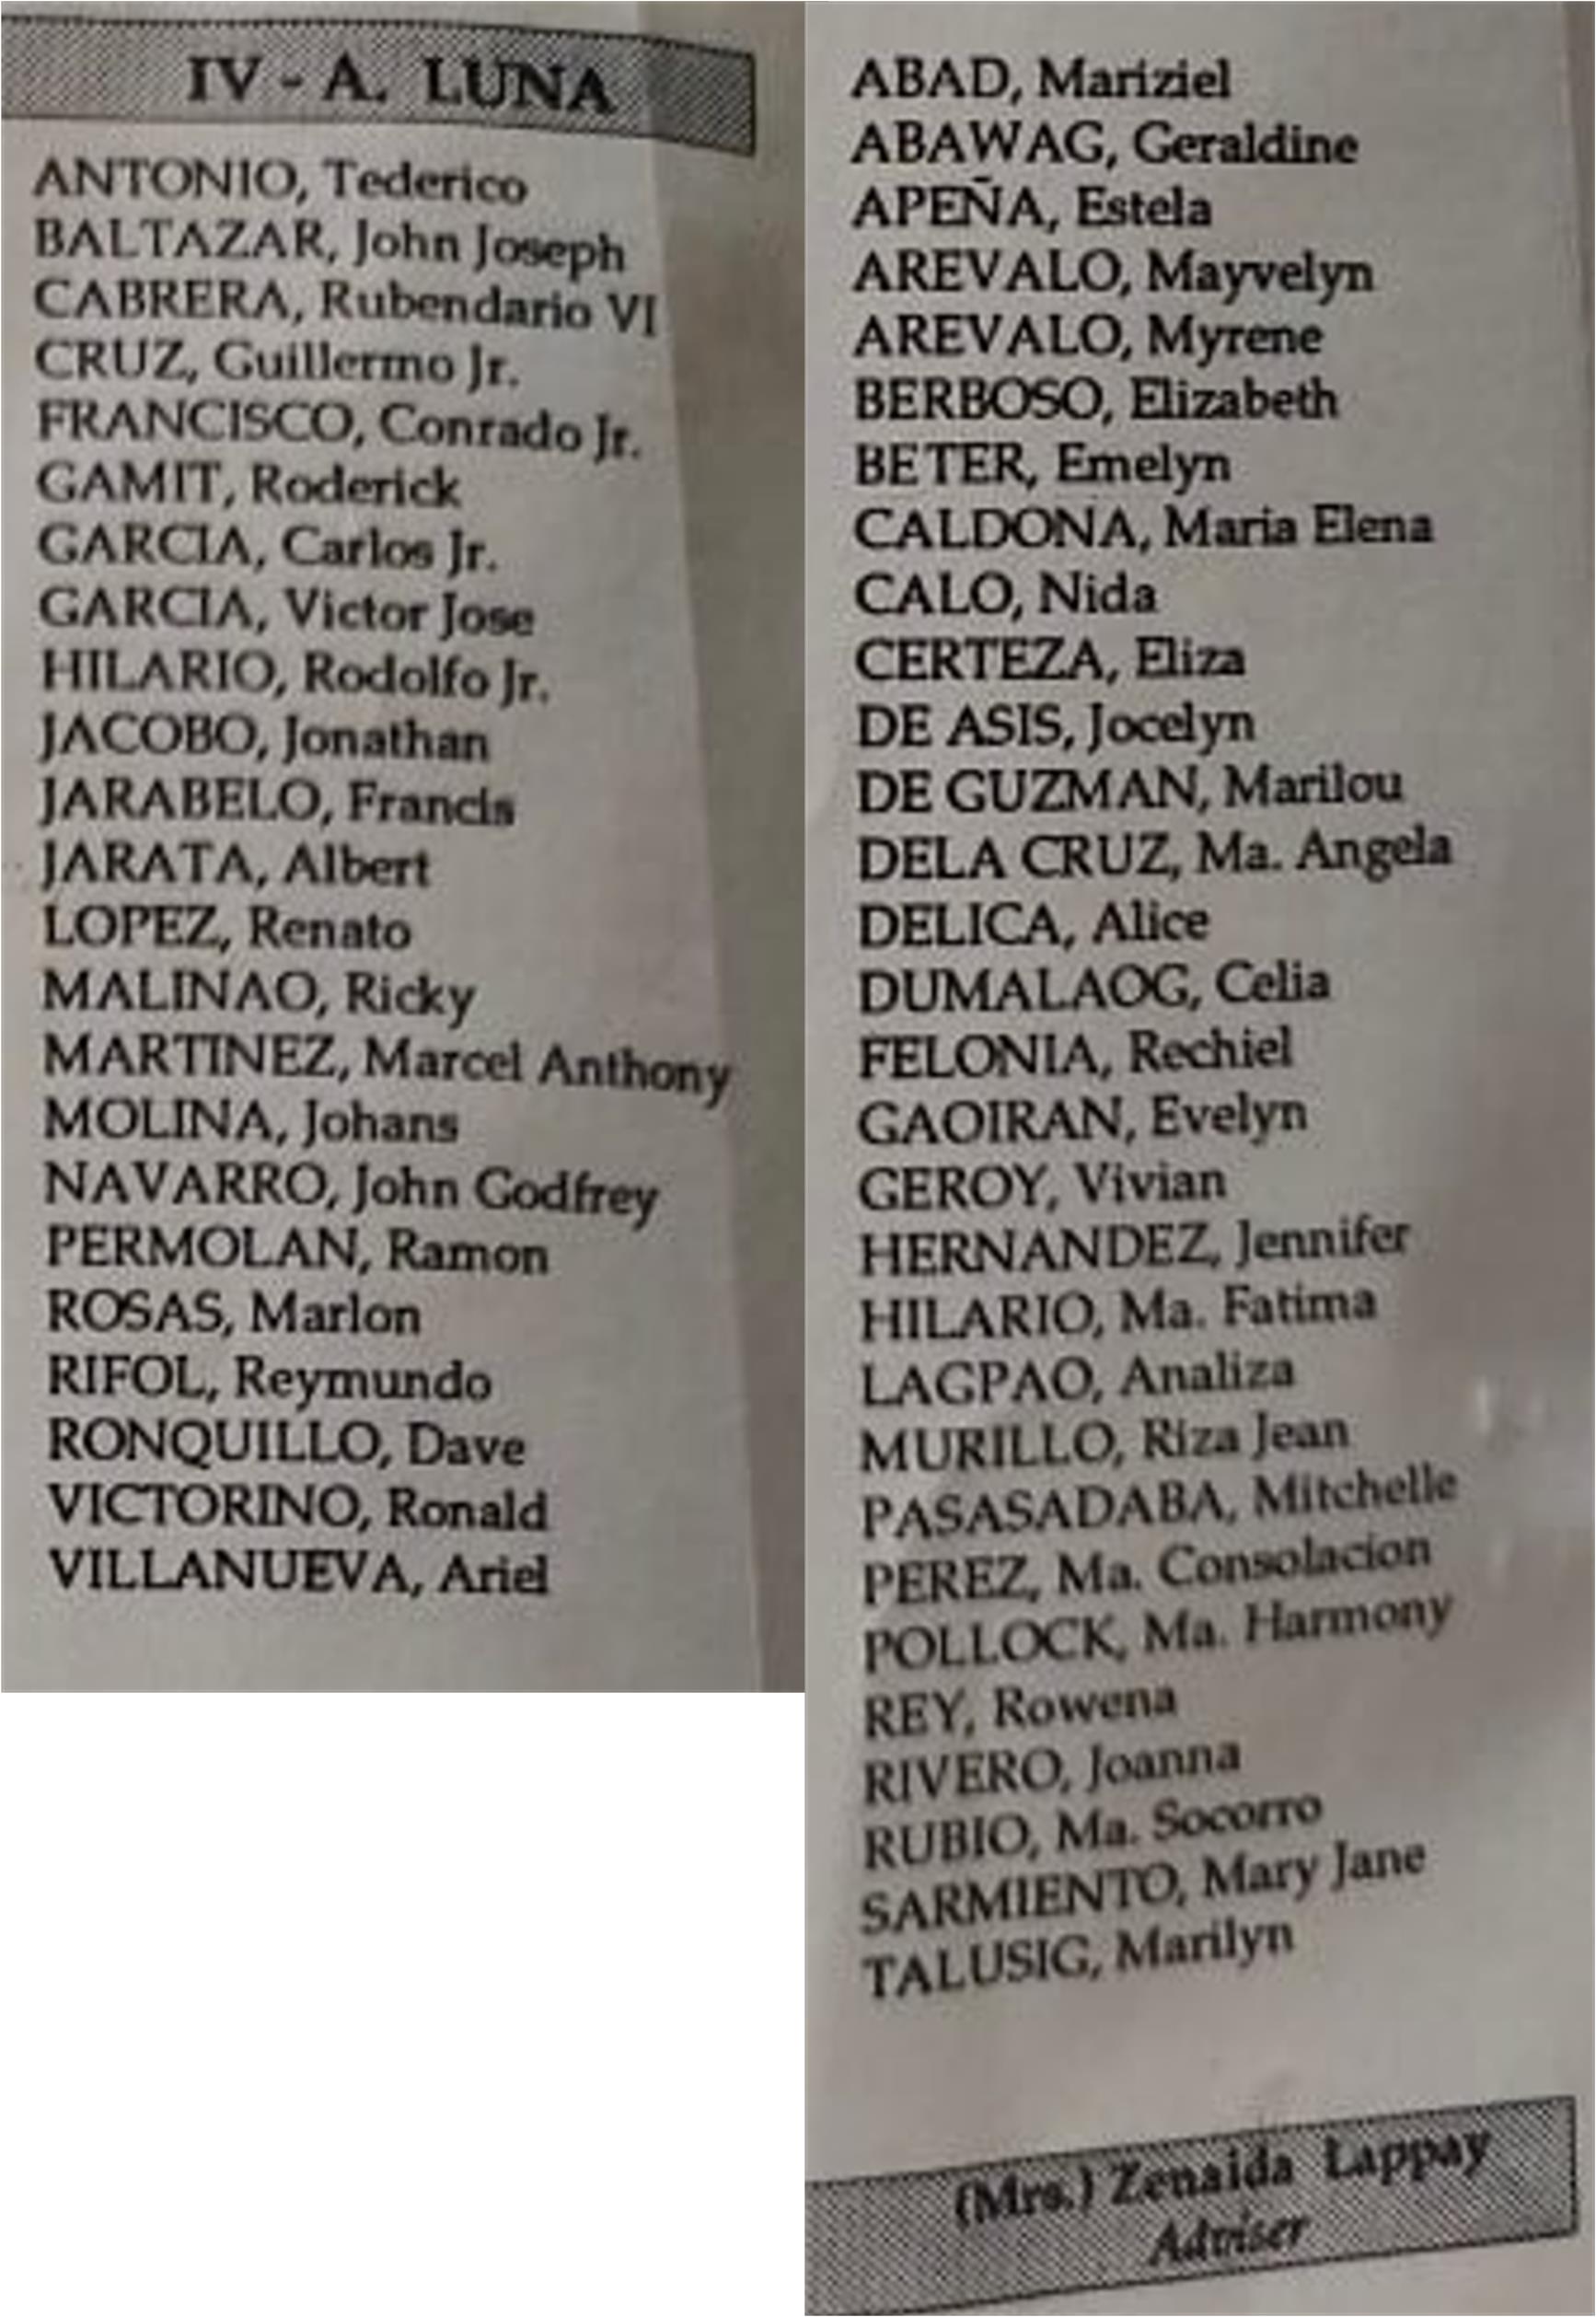 IV - A. LUNA
ANTONIO, Tederico
BALTAZAR, John Joseph
CABRERA, Rubendario VI
CRUZ, Guillermo Jr.
FRANCISCO, Conrado Jr.
GAMIT, Roderick
GARCIA, Carlos Jr.
GARCIA, Victor Jose
HILARIO, Rodolfo Jr.
JACOBO, Jonathan
JARABELO, Francis
JARATA, Albert
LOPEZ, Renato
MALINAO, Ricky
MARTINEZ, Marcel Anthony
MOLINA, Johans
NAVARRO, John Godfrey
PERMOLAN, Ramon
ROSAS, Marlon
RIFOL, Reymundo
RONQUILLO, Dave
VICTORINO, Ronald
VILLANUEVA, Ariel
ABAD, Mariziel
ABAWAG, Geraldine
APEÑA, Estela
AREVALO, Mayvelyn
AREVALO, Myrene
BERBOSO, Elizabeth
BETER, Emelyn
CALDONA, Maria Elena
CALO, Nida
CERTEZA, Eliza
DE ASIS, Jocelyn
DE GUZMAN, Marilou
DELA CRUZ, Ma. Angela
DELICA, Alice
DUMALAOG, Celia
FELONIA, Rechiel
GAOIRAN, Evelyn
GEROY, Vivian
HERNANDEZ, Jennifer
HILARIO, Ma. Fatima
LAGPAO, Analiza
MURILLO, Riza Jean
PASASADABA, Mitchelle
PEREZ, Ma. Consolacion
POLLOCK, Ma. Harmony
REY, Rowena
RIVERO, Joanna
RUBIO, Ma. Socorro
SARMIENTO, Mary Jane
TALUSIG, Marilyn
(Mrs.) Zenaida Lappay
Adviser